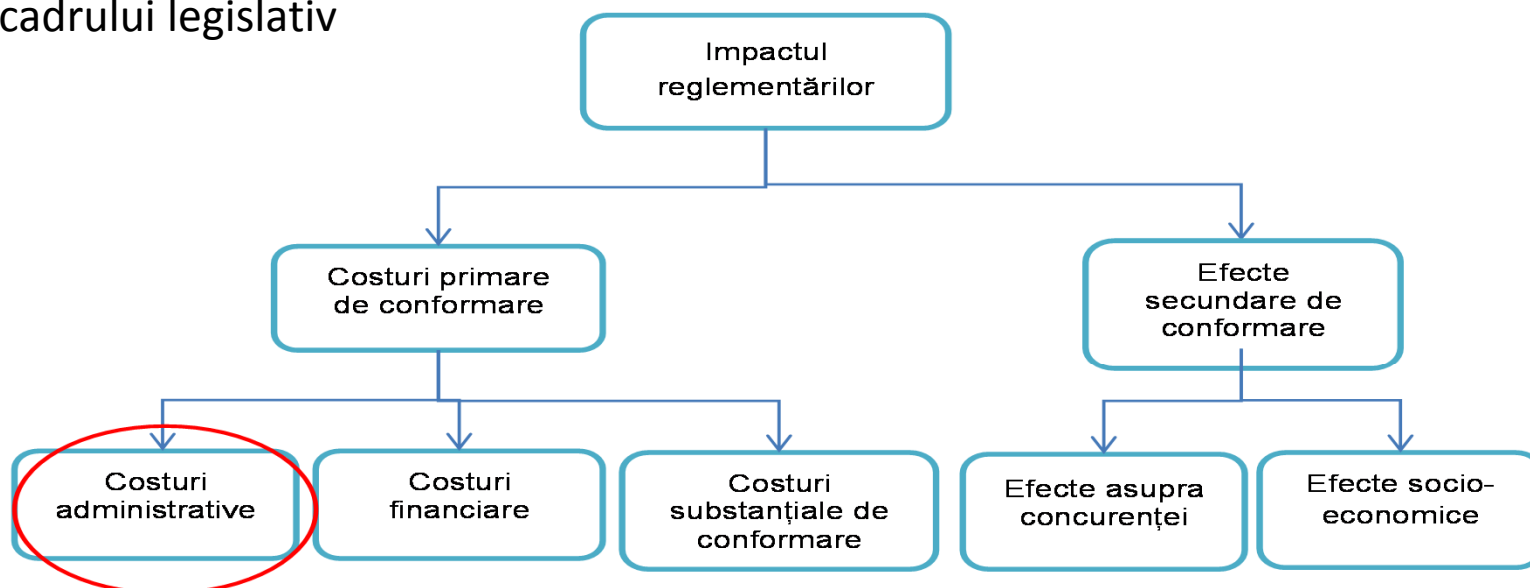 cadrului legislativ
Impactul
reglementărilor
Costuri primare
de conformare
Efecte
secundare de
conformare
Costuri
administrative
Costuri
financiare
Costuri
substanțiale de
conformare
Efecte asupra
concurenței
Efecte socio-
economice